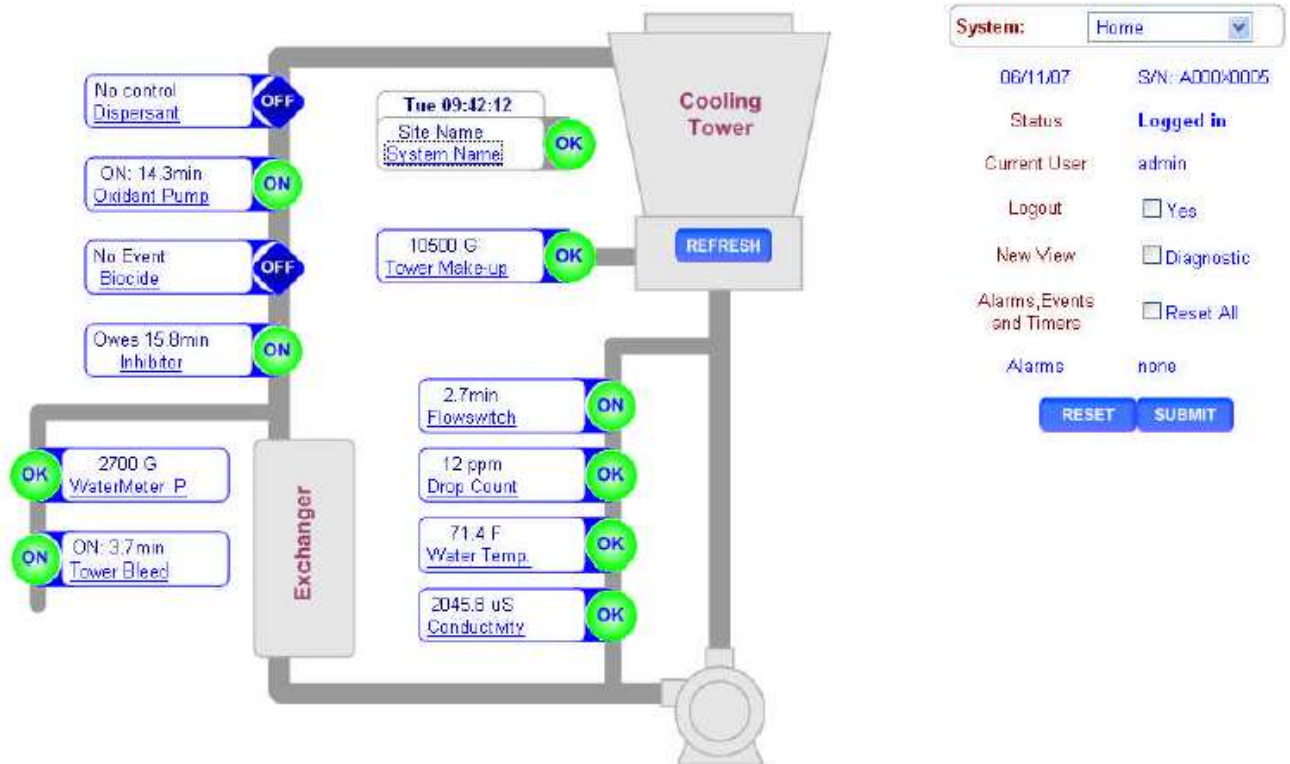 System: Home
06/11/07 S/N: A000X0005
Status Logged in
Current User admin
Logout Yes
New View Diagnostic
Alarms,Events
and Timers
Reset All
Alarms none
RESET SUBMIT
No control
Dispersant
OFF
ON: 14.3min
Oxidant Pump
ON
No Event
Biocide
OFF
Owes 15.8min
Inhibitor
ON
Tue 09:42:12
Site Name
System Name
OK
Cooling
Tower
10500 G
Tower Make-up
OK
REFRESH
OK
2700 G
WaterMeter P
ON
ON: 3.7min
Tower Bleed
Exchanger
2.7min
Flowswitch
ON
12 ppm
Drop Count
OK
71.4 F
Water Temp.
OK
2045.8 uS
Conductivity
OK